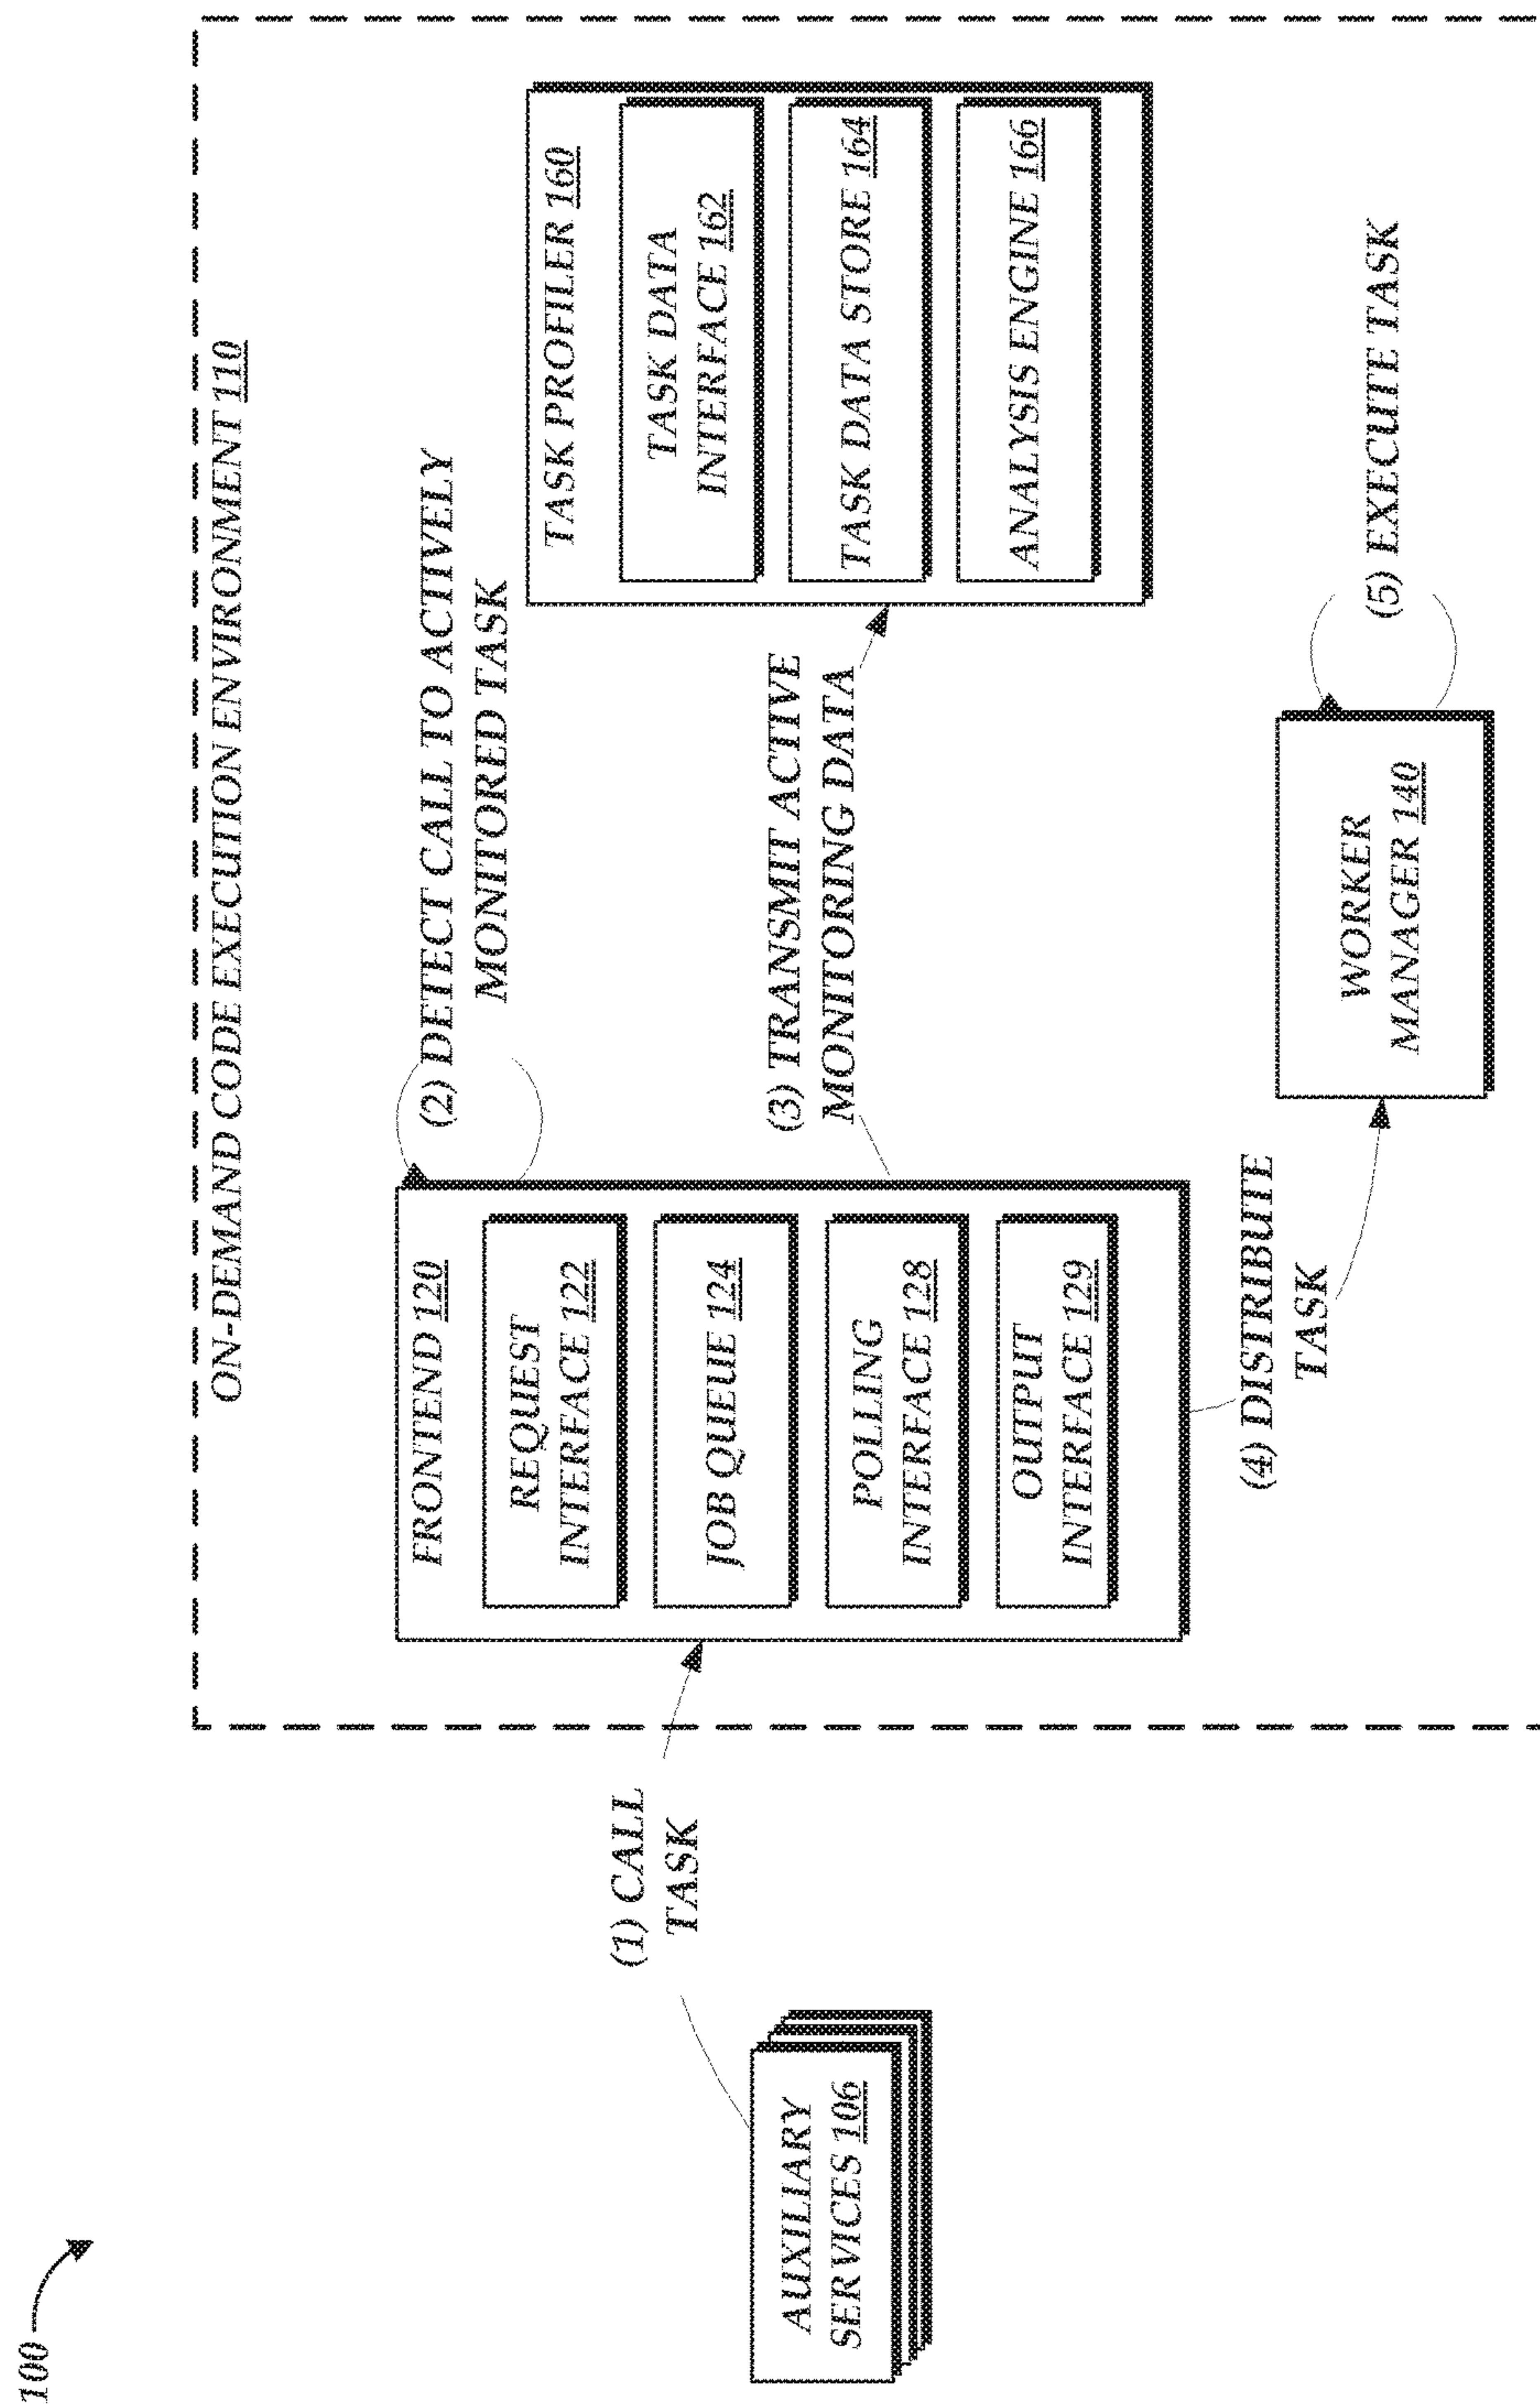 100
ON-DEMAND CODE EXECUTION ENVIRONMENT 110
AUXILIARY
SERVICES 106
(1) CALL
TASK
FRONTEND 120
REQUEST
INTERFACE 122
JOB QUEUE 124
POLLING
INTERFACE 128
OUTPUT
INTERFACE 129
(2) DETECT CALL TO ACTIVELY
MONITORED TASK
(3) TRANSMIT ACTIVE
MONITORING DATA
TASK PROFILER 160
TASK DATA
INTERFACE 162
TASK DATA STORE 164
ANALYSIS ENGINE 166
(4) DISTRIBUTE
TASK
WORKER
MANAGER 140
(5) EXECUTE TASK